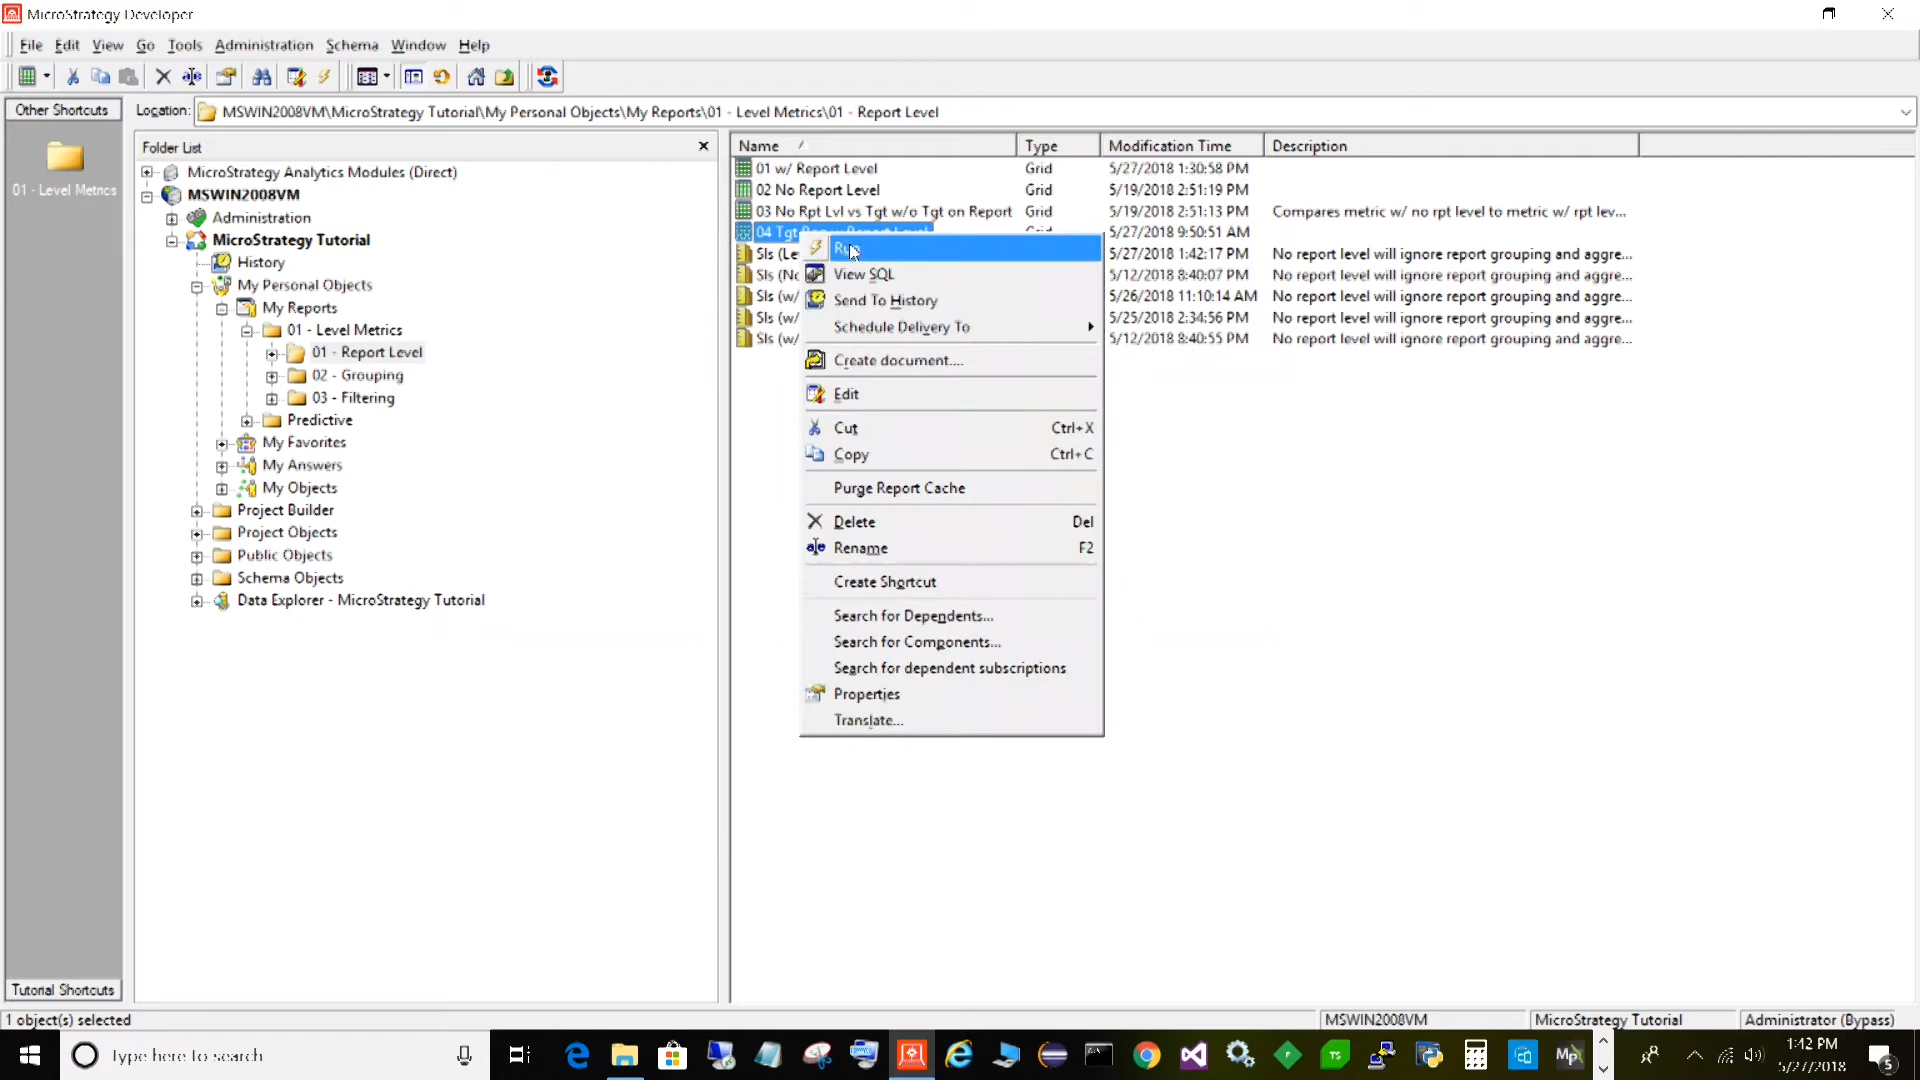 MicroStrategy Developer
File Edit View Go Tools Administration Schema Window Help
Other Shortcuts
Location: MSWIN2008VM\MicroStrategy Tutorial\My Personal Objects\My Reports\01 - Level Metrics\01 - Report Level
01 - Level Metrics
Tutorial Shortcuts
Folder List
MicroStrategy Analytics Modules (Direct)
MSWIN2008VM
Administration
MicroStrategy Tutorial
History
My Personal Objects
My Reports
01 - Level Metrics
01 - Report Level
02 - Grouping
03 - Filtering
Predictive
My Favorites
My Answers
My Objects
Project Builder
Project Objects
Public Objects
Schema Objects
Data Explorer - MicroStrategy Tutorial
Name Type Modification Time Description
01 w/ Report Level Grid 5/27/2018 1:30:58 PM
02 No Report Level Grid 5/19/2018 2:51:19 PM
03 No Rpt Lvl vs Tgt w/o Tgt on Report Grid 5/19/2018 2:51:13 PM Compares metric w/ no rpt level to metric w/ rpt lev...
04 Tgt Report Level Grid 5/27/2018 9:50:51 AM
Sls (Le 5/27/2018 1:42:17 PM No report level will ignore report grouping and aggre...
Sls (No 5/12/2018 8:40:07 PM No report level will ignore report grouping and aggre...
Sls (w/ 5/26/2018 11:10:14 AM No report level will ignore report grouping and aggre...
Sls (w/ 5/25/2018 2:34:56 PM No report level will ignore report grouping and aggre...
Sls (w/ 5/12/2018 8:40:55 PM No report level will ignore report grouping and aggre...
Run
View SQL
Send To History
Schedule Delivery To
Create document....
Edit
Cut Ctrl+X
Copy Ctrl+C
Purge Report Cache
Delete Del
Rename F2
Create Shortcut
Search for Dependents...
Search for Components...
Search for dependent subscriptions
Properties
Translate...
1 object(s) selected
MSWIN2008VM MicroStrategy Tutorial Administrator (Bypass)
Type here to search
TS
Mp
1:42 PM
5/27/2018
5